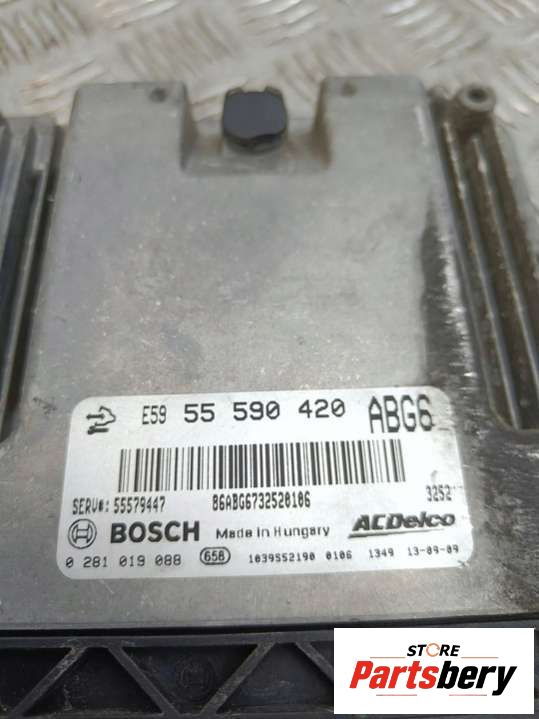 E59 55 590 420 ABG6
SERV#: 55579447 86ABG6732520106 3252
BOSCH Made in Hungary ACDelco
0 281 019 088 658 1039S52190 0106 1349 13-09-09
STORE
Partsbery